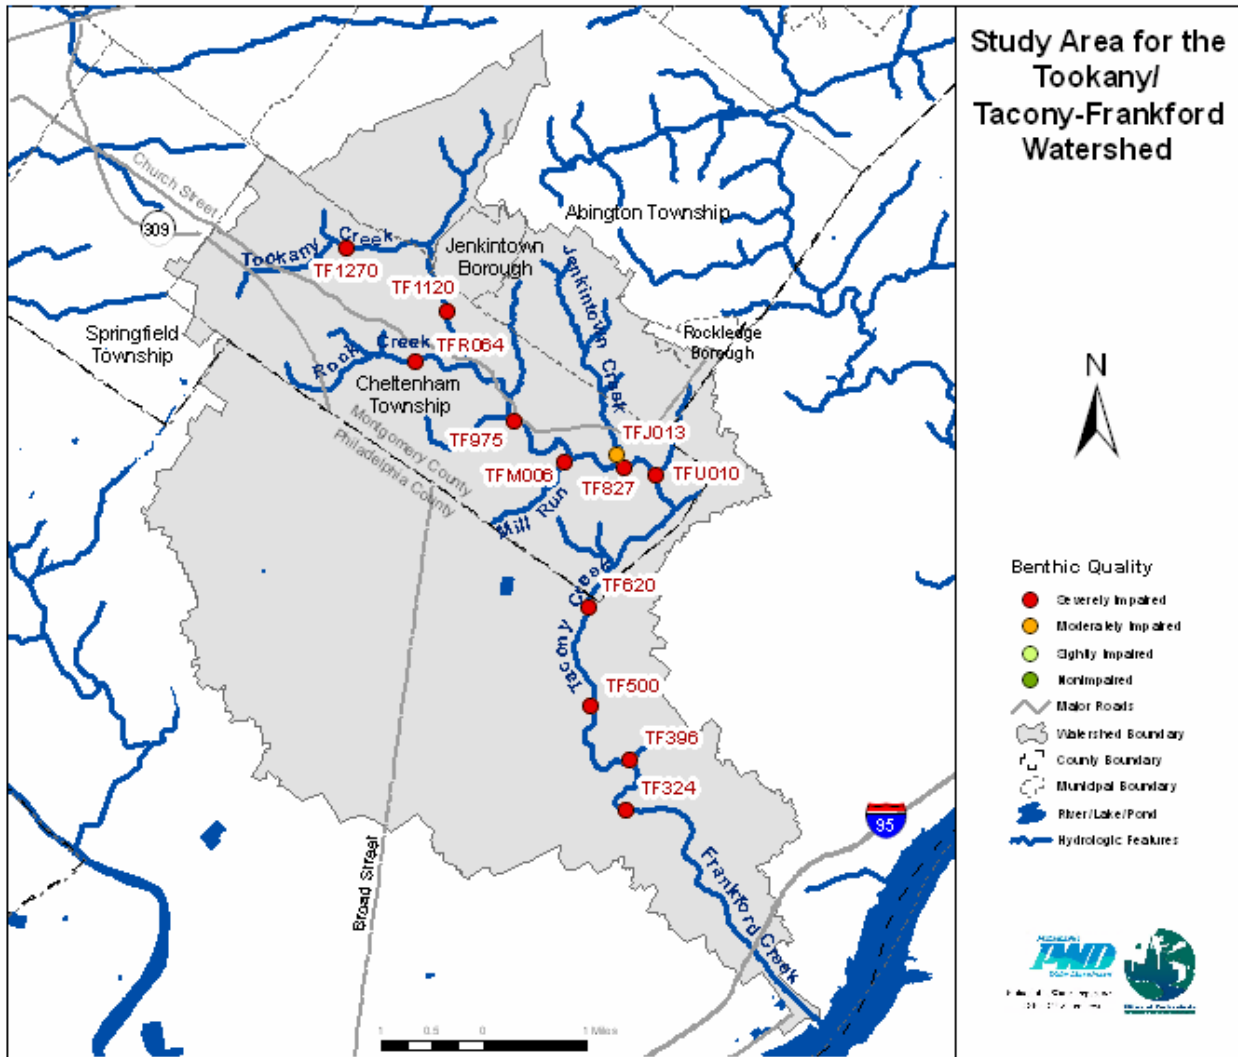 Study Area for the
Tookany/
Tacony-Frankford
Watershed
Church Street
309
Tookany Creek
TF1270
Jenkintown
Borough
Abington Township
Jenkintown Creek
TF1120
Springfield
Township
Rock Creek
TFR064
Rockledge
Borough
Cheltenham
Township
TF975
Montgomery County
Philadelphia County
TFJ013
TFM006
TF827
TFU010
Mill Run
TF620
Tacony Creek
TF500
TF396
TF324
95
Broad Street
Frankford Creek
N
Benthic Quality
Severely Impaired
Moderately Impaired
Slightly Impaired
Nonimpaired
Major Roads
Watershed Boundary
County Boundary
Municipal Boundary
River/Lake/Pond
Hydrologic Features
1 0.5 0 1 Miles
PWD